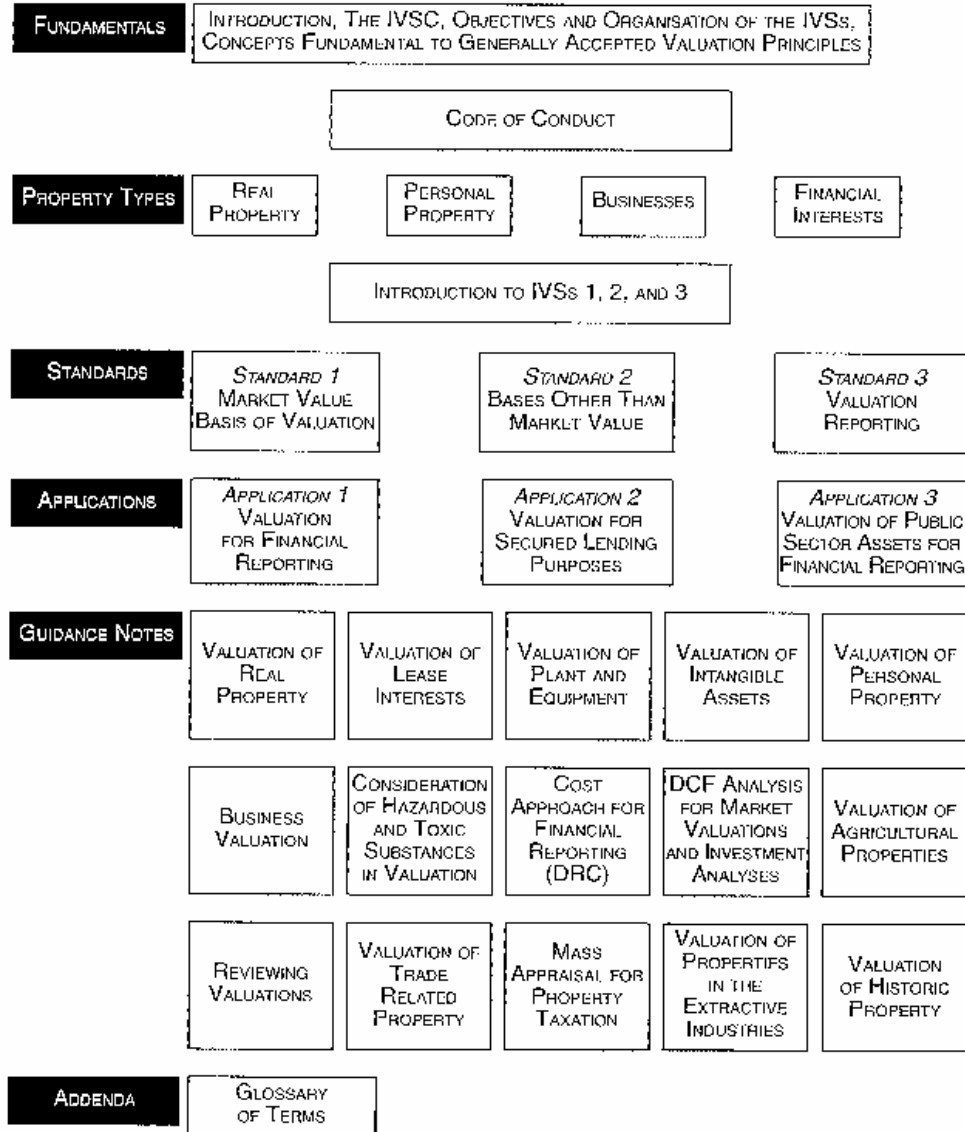 FUNDAMENTALS
INTRODUCTION, THE IVSC, OBJECTIVES AND ORGANISATION OF THE IVSs,
CONCEPTS FUNDAMENTAL TO GENERALLY ACCEPTED VALUATION PRINCIPLES
CODE OF CONDUCT
PROPERTY TYPES
REAL
PROPERTY
PERSONAL
PROPERTY
BUSINESSES
FINANCIAL
INTERESTS
INTRODUCTION TO IVSs 1, 2, AND 3
STANDARDS
STANDARD 1
MARKET VALUE
BASIS OF VALUATION
STANDARD 2
BASES OTHER THAN
MARKET VALUE
STANDARD 3
VALUATION
REPORTING
APPLICATIONS
APPLICATION 1
VALUATION
FOR FINANCIAL
REPORTING
APPLICATION 2
VALUATION FOR
SECURED LENDING
PURPOSES
APPLICATION 3
VALUATION OF PUBLIC
SECTOR ASSETS FOR
FINANCIAL REPORTING
GUIDANCE NOTES
VALUATION OF
REAL
PROPERTY
VALUATION OF
LEASE
INTERESTS
VALUATION OF
PLANT AND
EQUIPMENT
VALUATION OF
INTANGIBLE
ASSETS
VALUATION OF
PERSONAL
PROPERTY
BUSINESS
VALUATION
CONSIDERATION
OF HAZARDOUS
AND TOXIC
SUBSTANCES
IN VALUATION
COST
APPROACH FOR
FINANCIAL
REPORTING
(DRC)
DCF ANALYSIS
FOR MARKET
VALUATIONS
AND INVESTMENT
ANALYSES
VALUATION OF
AGRICULTURAL
PROPERTIES
REVIEWING
VALUATIONS
VALUATION OF
TRADE
RELATED
PROPERTY
MASS
APPRAISAL FOR
PROPERTY
TAXATION
VALUATION OF
PROPERTIES
IN THE
EXTRACTIVE
INDUSTRIES
VALUATION
OF HISTORIC
PROPERTY
ADDENDA
GLOSSARY
OF TERMS